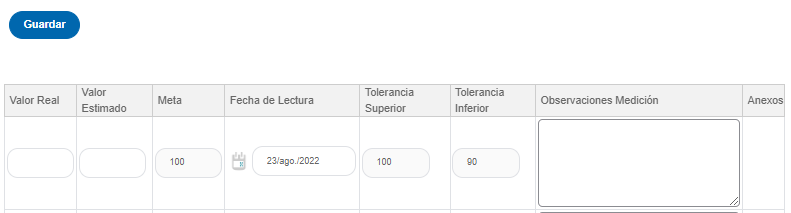 Guardar
Valor Real
Valor
Estimado
Meta
Fecha de Lectura
Tolerancia
Superior
Tolerancia
Inferior
Observaciones Medición
Anexos
100
23/ago./2022
100
90